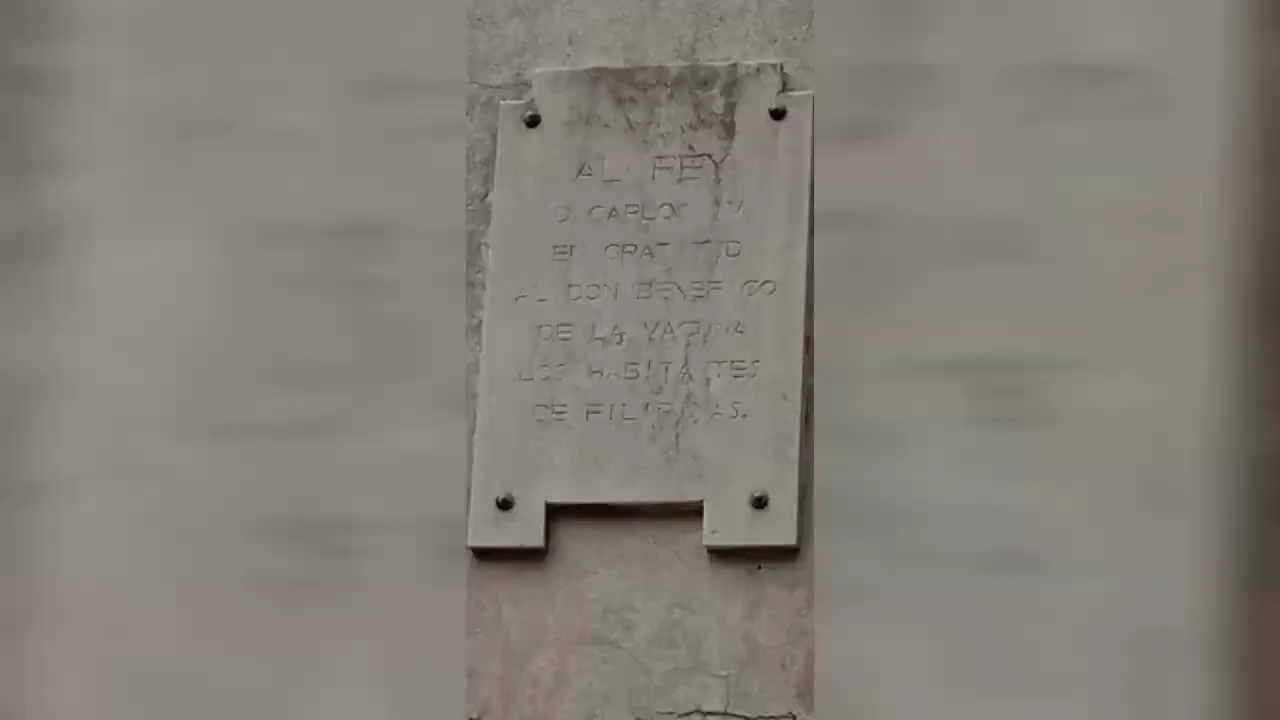 AL REY
D. CARLOS IV
EN GRATITUD
AL DON BENEFICO
DE LA VACUNA
LOS HABITANTES
DE FILIPINAS.